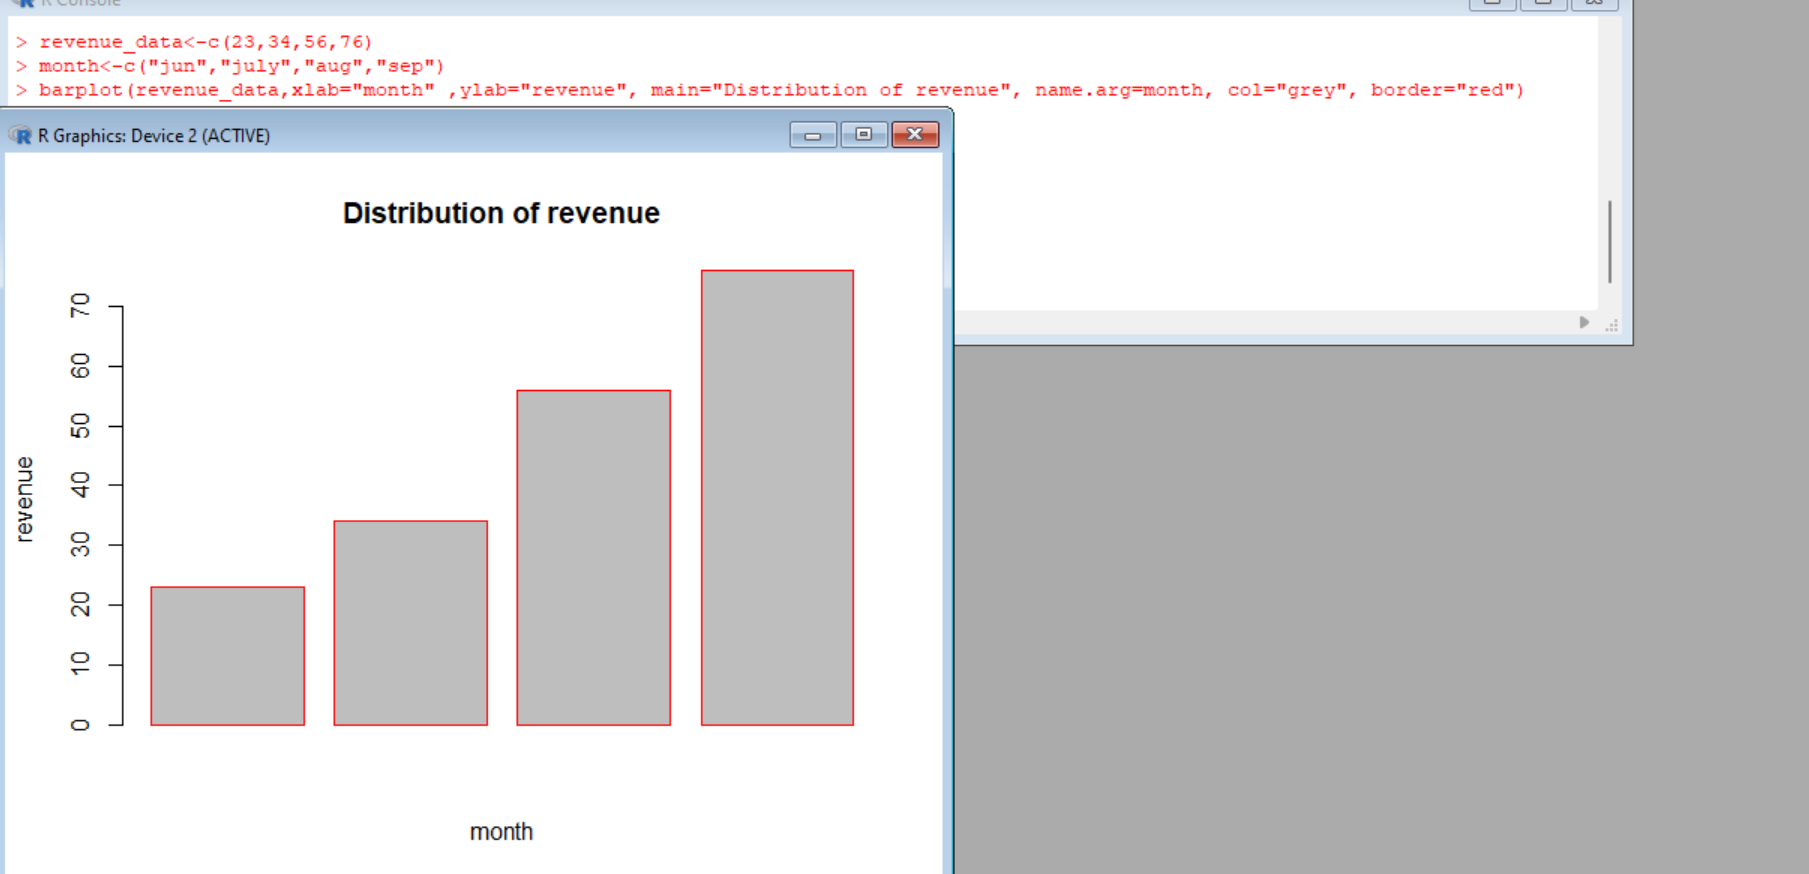 R Console
> revenue_data<-c(23,34,56,76)
> month<-c("jun","july","aug","sep")
> barplot(revenue_data,xlab="month" ,ylab="revenue", main="Distribution of revenue", name.arg=month, col="grey", border="red")
R Graphics: Device 2 (ACTIVE)
Distribution of revenue
70
60
50
40
30
20
10
0
revenue
month